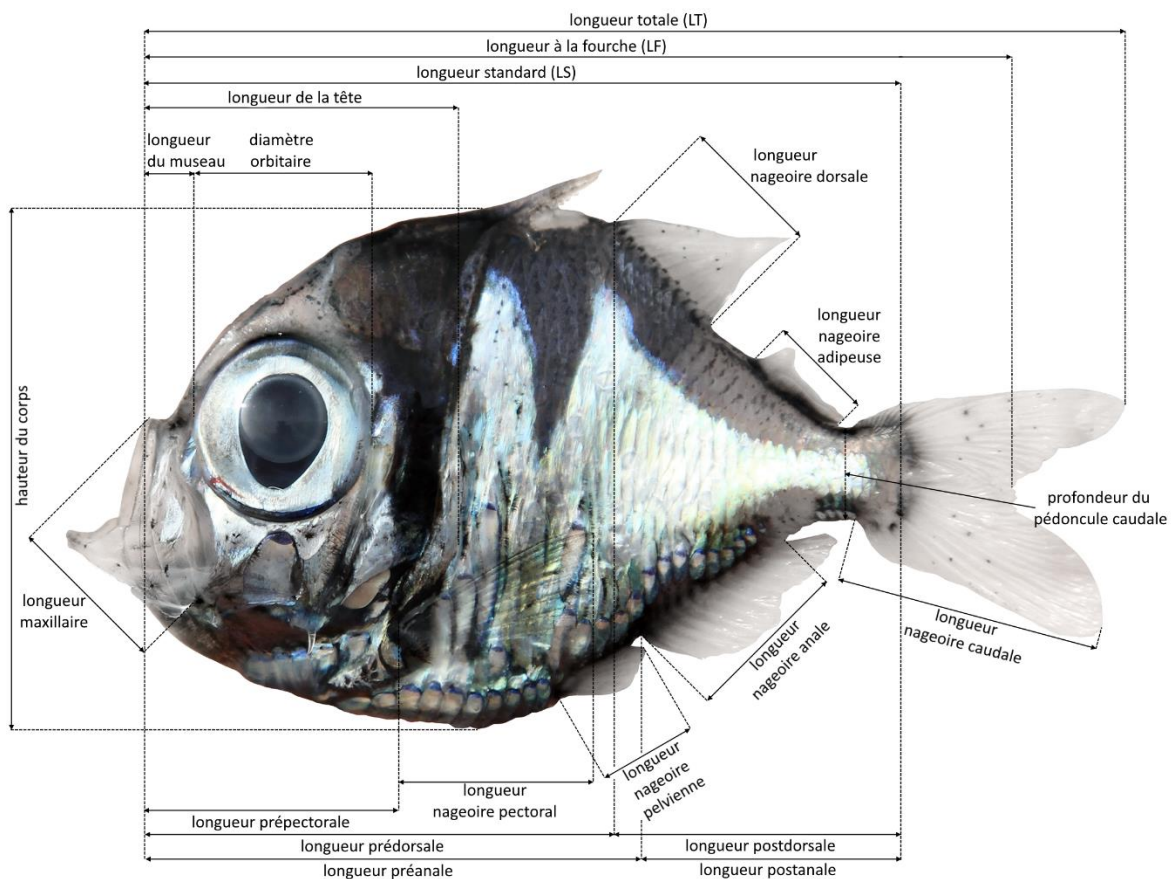 longueur totale (LT)
longueur à la fourche (LF)
longueur standard (LS)
longueur de la tête
longueur
du museau
diamètre
orbitaire
longueur
nageoire dorsale
longueur
nageoire
adipeuse
hauteur du corps
profondeur du
pédoncule caudale
longueur
maxillaire
longueur
nageoire caudale
longueur
nageoire anale
longueur
nageoire
pelvienne
longueur
nageoire pectoral
longueur prépectorale
longueur prédorsale
longueur postdorsale
longueur préanale
longueur postanale